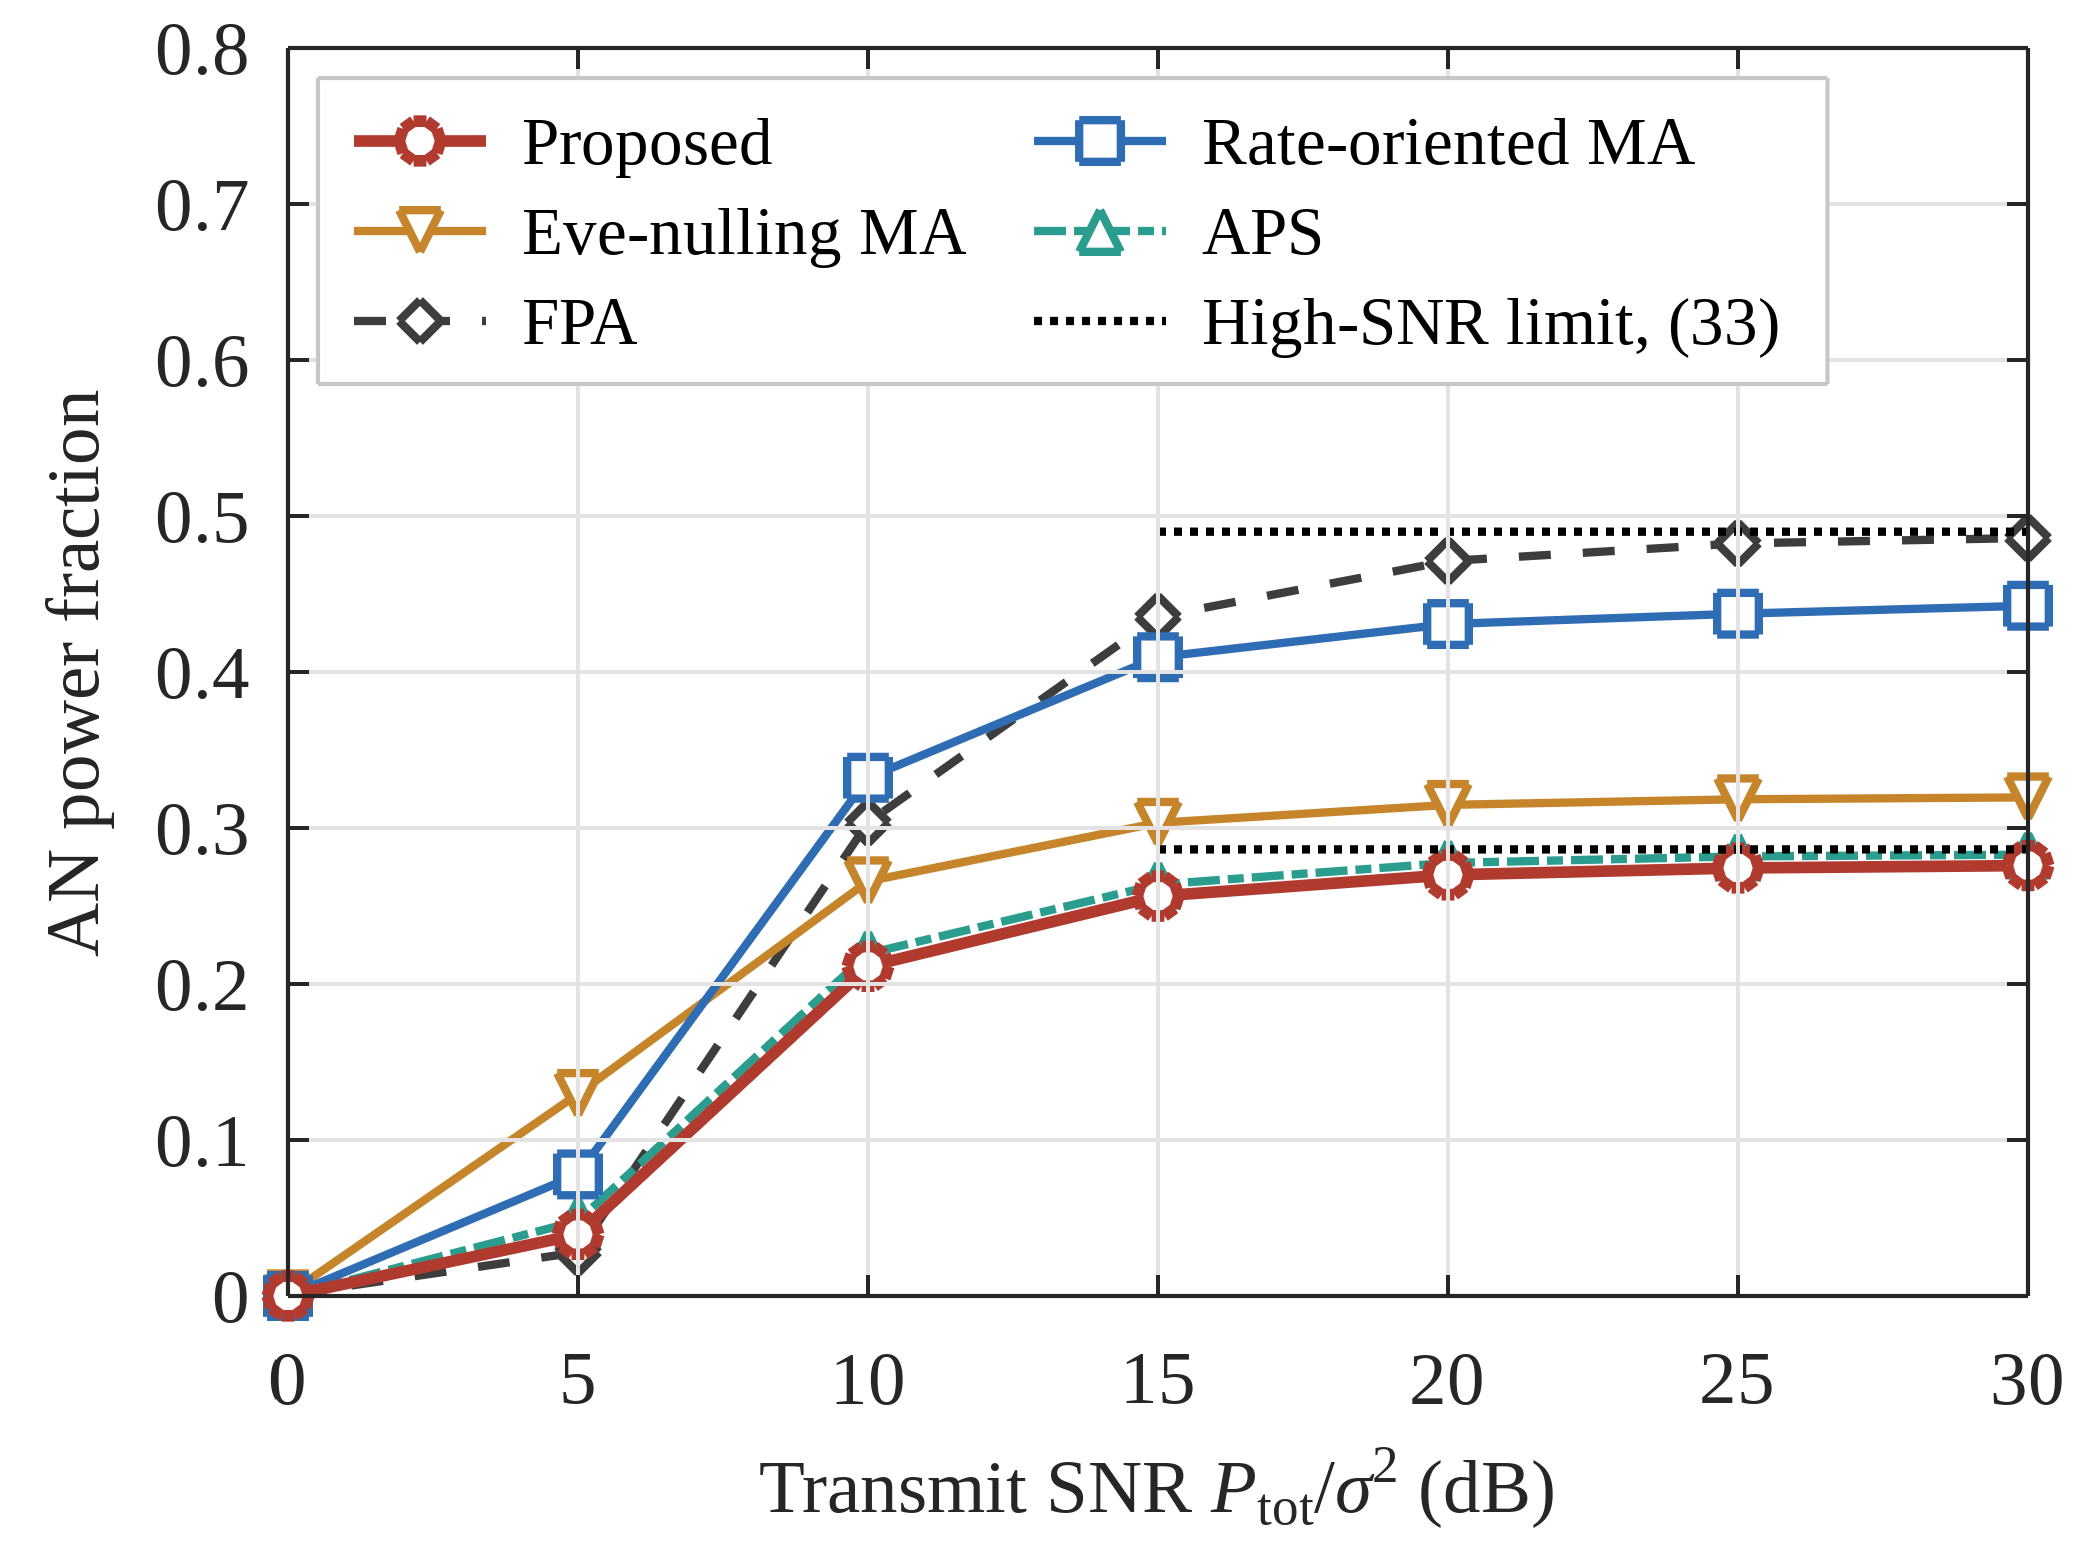 0.8
0.7
0.6
0.5
0.4
0.3
0.2
0.1
0
AN power fraction
Proposed
Eve-nulling MA
FPA
Rate-oriented MA
APS
High-SNR limit, (33)
0 5 10 15 20 25 30
Transmit SNR P_tot/σ² (dB)